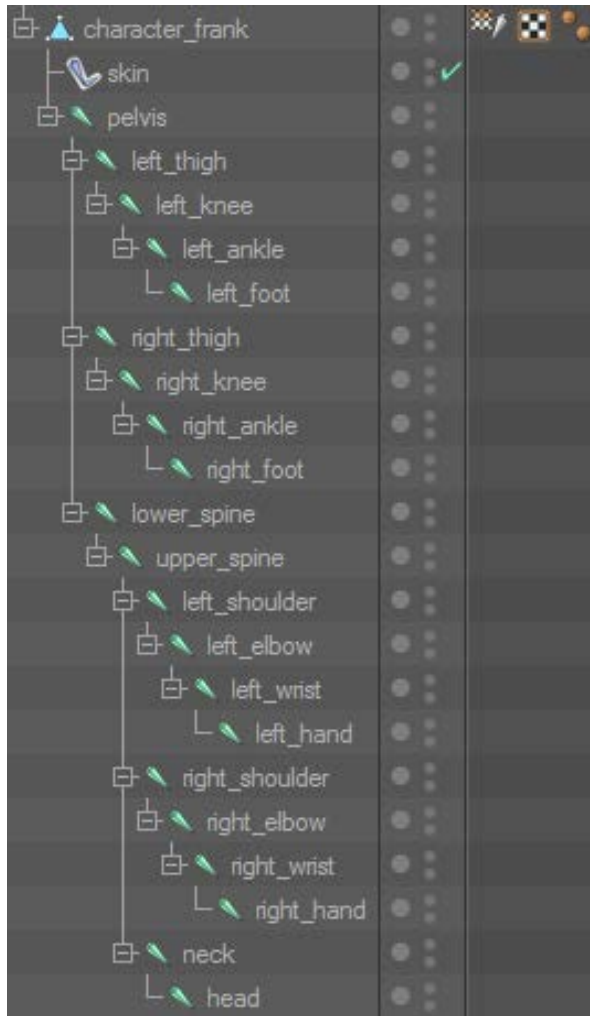 character_frank
skin
pelvis
left_thigh
left_knee
left_ankle
left_foot
right_thigh
right_knee
right_ankle
right_foot
lower_spine
upper_spine
left_shoulder
left_elbow
left_wrist
left_hand
right_shoulder
right_elbow
right_wrist
right_hand
neck
head